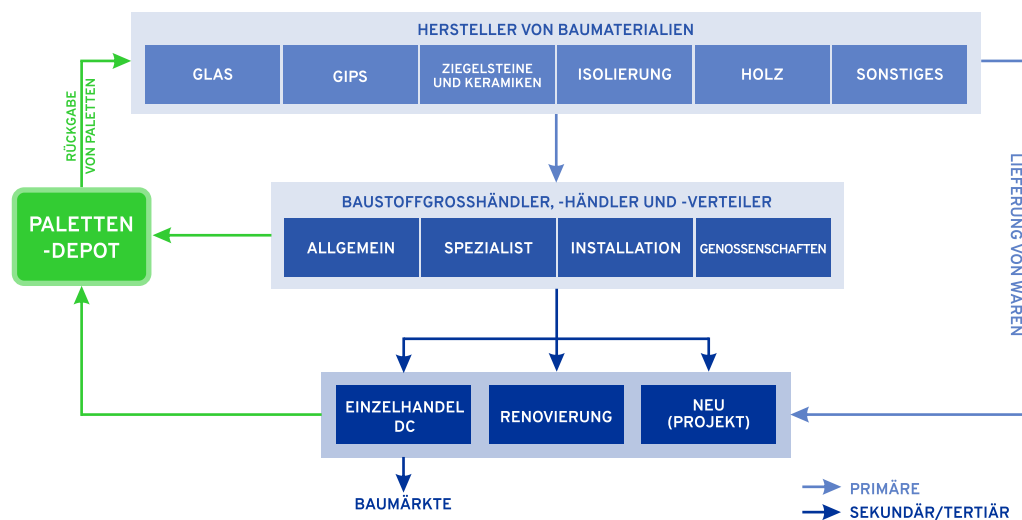 HERSTELLER VON BAUMATERIALIEN
GLAS
GIPS
ZIEGELSTEINE
UND KERAMIKEN
ISOLIERUNG
HOLZ
SONSTIGES
RÜCKGABE
VON PALETTEN
LIEFERUNG VON WAREN
BAUSTOFFGROSSHÄNDLER, -HÄNDLER UND -VERTEILER
ALLGEMEIN
SPEZIALIST
INSTALLATION
GENOSSENSCHAFTEN
PALETTEN
-DEPOT
EINZELHANDEL
DC
RENOVIERUNG
NEU
(PROJEKT)
BAUMÄRKTE
PRIMÄRE
SEKUNDÄR/TERTIÄR